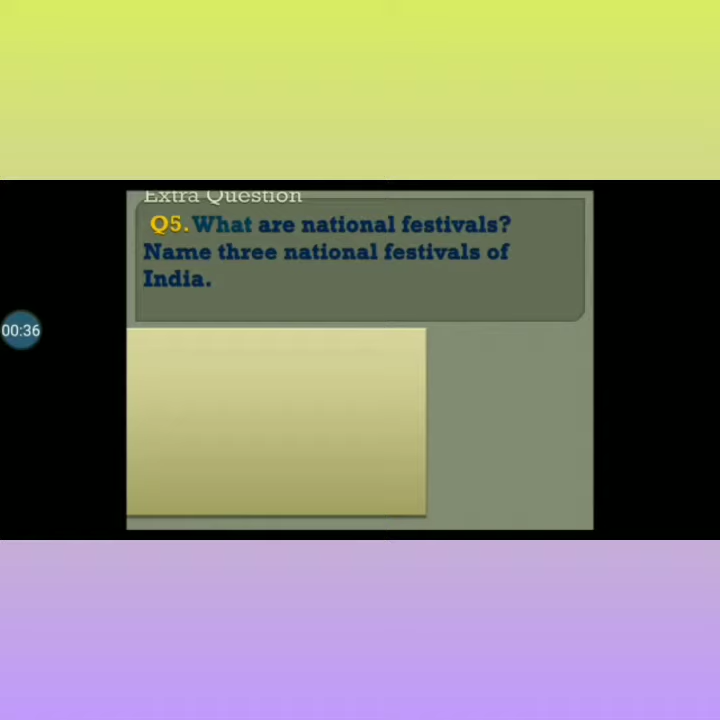 Extra Question
Q5. What are national festivals?
Name three national festivals of
India.
00:36